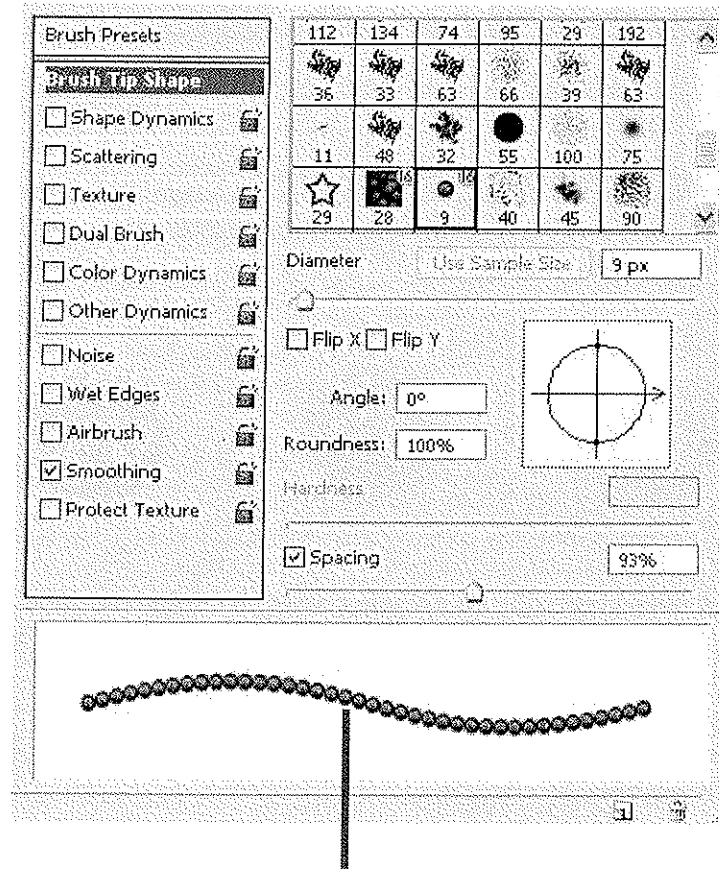 Brush Presets
Brush Tip Shape
Shape Dynamics
Scattering
Texture
Dual Brush
Color Dynamics
Other Dynamics
Noise
Wet Edges
Airbrush
Smoothing
Protect Texture
112 134 74 95 29 192
36 33 63 66 39 63
11 48 32 55 100 75
29 28 9 40 45 90
Diameter Use Sample Size 9 px
Flip X Flip Y
Angle: 0°
Roundness: 100%
Hardness
Spacing 93%